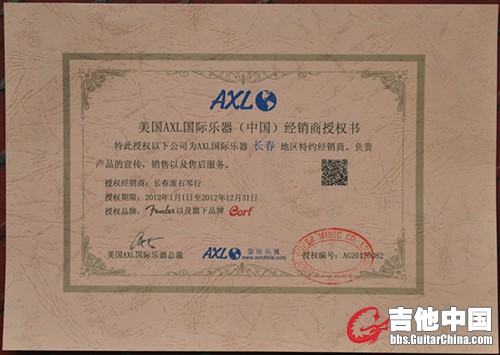 AXL
美国AXL国际乐器（中国）经销商授权书
特此授权以下公司为AXL国际乐器 长春 地区特约经销商。负责
产品的宣传，销售以及售后服务。
授权经销商：长春滚石琴行
授权期限：2012年1月1日至2012年12月31日
授权品牌：Fender以及旗下品牌 Cort
美国AXL国际乐器总裁
AXL 国际乐器
www.axlchina.com
授权编号：
吉他中国
bbs.GuitarChina.com